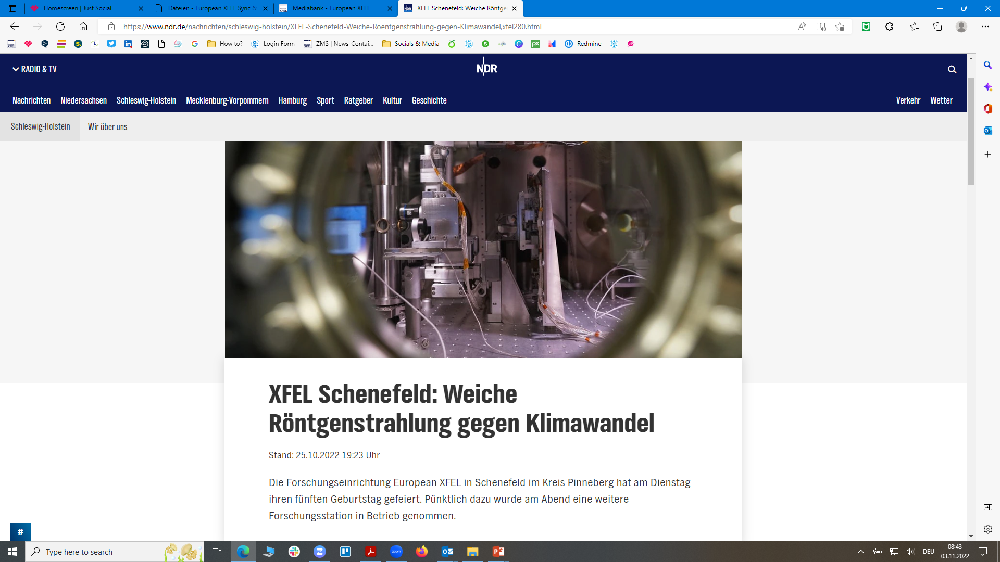 Homescreen | Just Social
Dateien - European XFEL Sync &
Mediabank - European XFEL
XFEL Schenefeld: Weiche Röntge
https://www.ndr.de/nachrichten/schleswig-holstein/XFEL-Schenefeld-Weiche-Roentgenstrahlung-gegen-Klimawandel,xfel280.html
How to?
Login Form
ZMS | News-Contai...
Socials & Media
Redmine
RADIO & TV
NDR
Nachrichten
Niedersachsen
Schleswig-Holstein
Mecklenburg-Vorpommern
Hamburg
Sport
Ratgeber
Kultur
Geschichte
Verkehr
Wetter
Schleswig-Holstein
Wir über uns
XFEL Schenefeld: Weiche
Röntgenstrahlung gegen Klimawandel
Stand: 25.10.2022 19:23 Uhr
Die Forschungseinrichtung European XFEL in Schenefeld im Kreis Pinneberg hat am Dienstag
ihren fünften Geburtstag gefeiert. Pünktlich dazu wurde am Abend eine weitere
Forschungsstation in Betrieb genommen.
#
Type here to search
zoom
DEU
08:43
03.11.2022